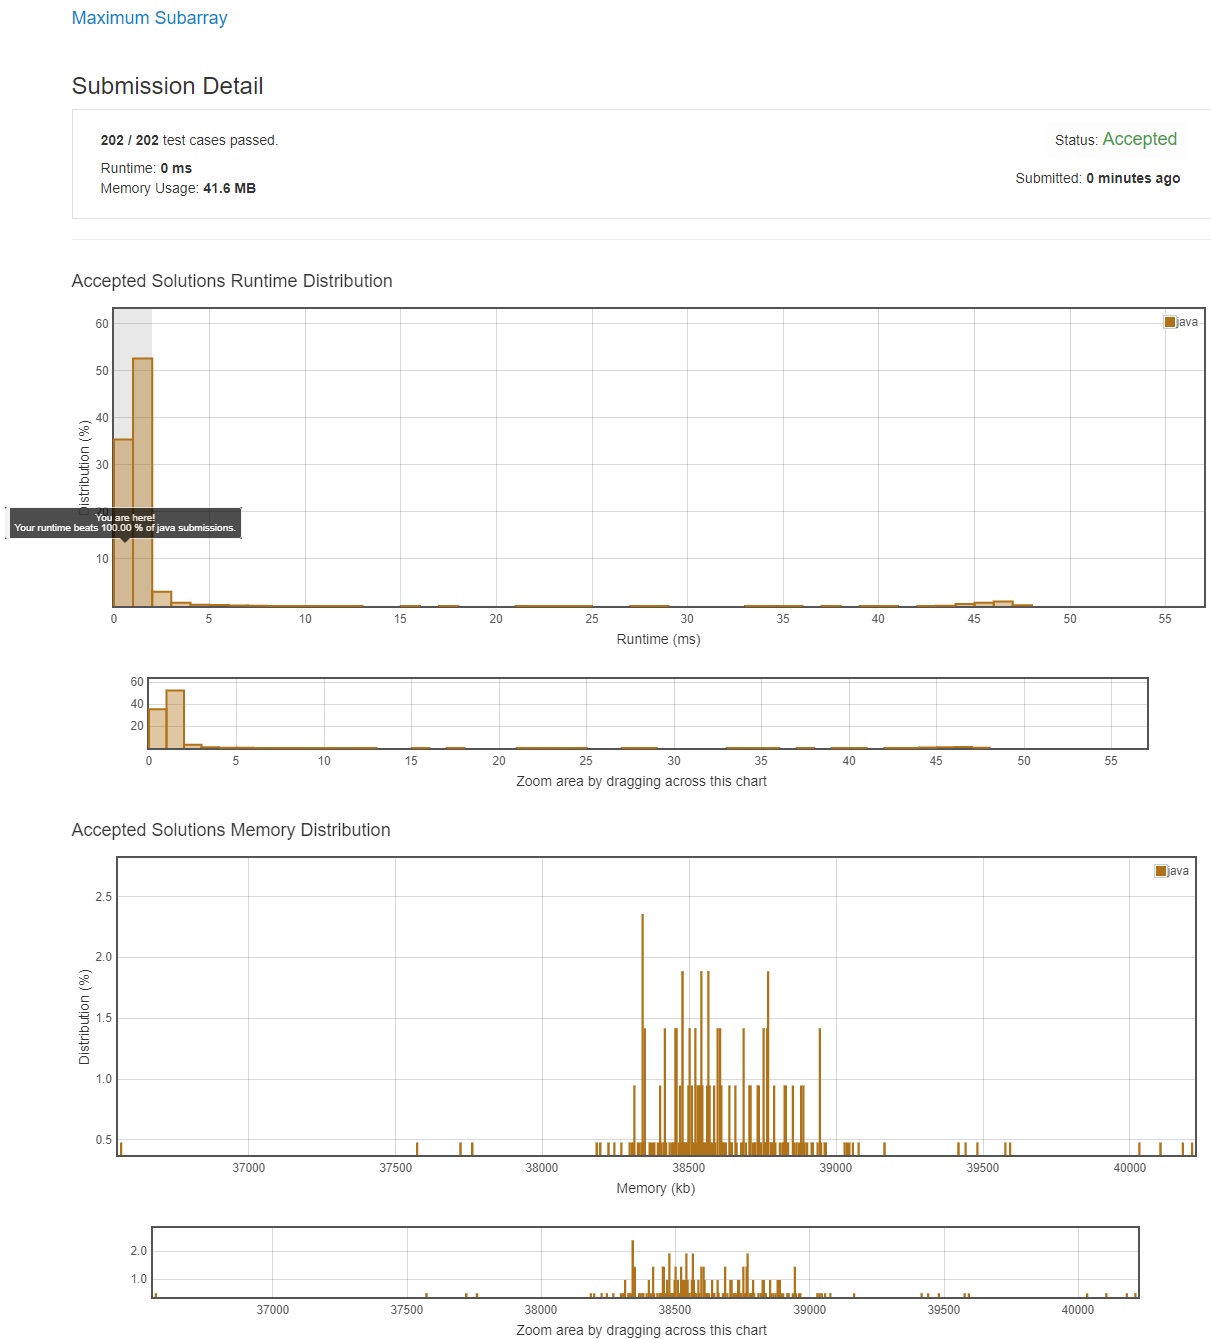 Maximum Subarray
Submission Detail
202 / 202 test cases passed.
Status: Accepted
Runtime: 0 ms
Submitted: 0 minutes ago
Memory Usage: 41.6 MB
Accepted Solutions Runtime Distribution
60
java
50
40
Distribution (%)
30
20
You are here!
Your runtime beats 100.00 % of java submissions.
10
0 5 10 15 20 25 30 35 40 45 50 55
Runtime (ms)
60
40
20
0 5 10 15 20 25 30 35 40 45 50 55
Zoom area by dragging across this chart
Accepted Solutions Memory Distribution
java
2.5
2.0
Distribution (%)
1.5
1.0
0.5
37000 37500 38000 38500 39000 39500 40000
Memory (kb)
2.0
1.0
37000 37500 38000 38500 39000 39500 40000
Zoom area by dragging across this chart